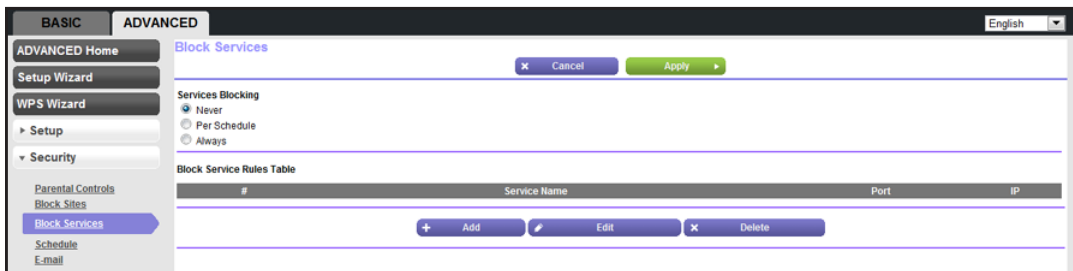 BASIC ADVANCED English
ADVANCED Home
Setup Wizard
WPS Wizard
Setup
Security
Parental Controls
Block Sites
Block Services
Schedule
E-mail
Block Services
Cancel Apply
Services Blocking
Never
Per Schedule
Always
Block Service Rules Table
# Service Name Port IP
Add Edit Delete